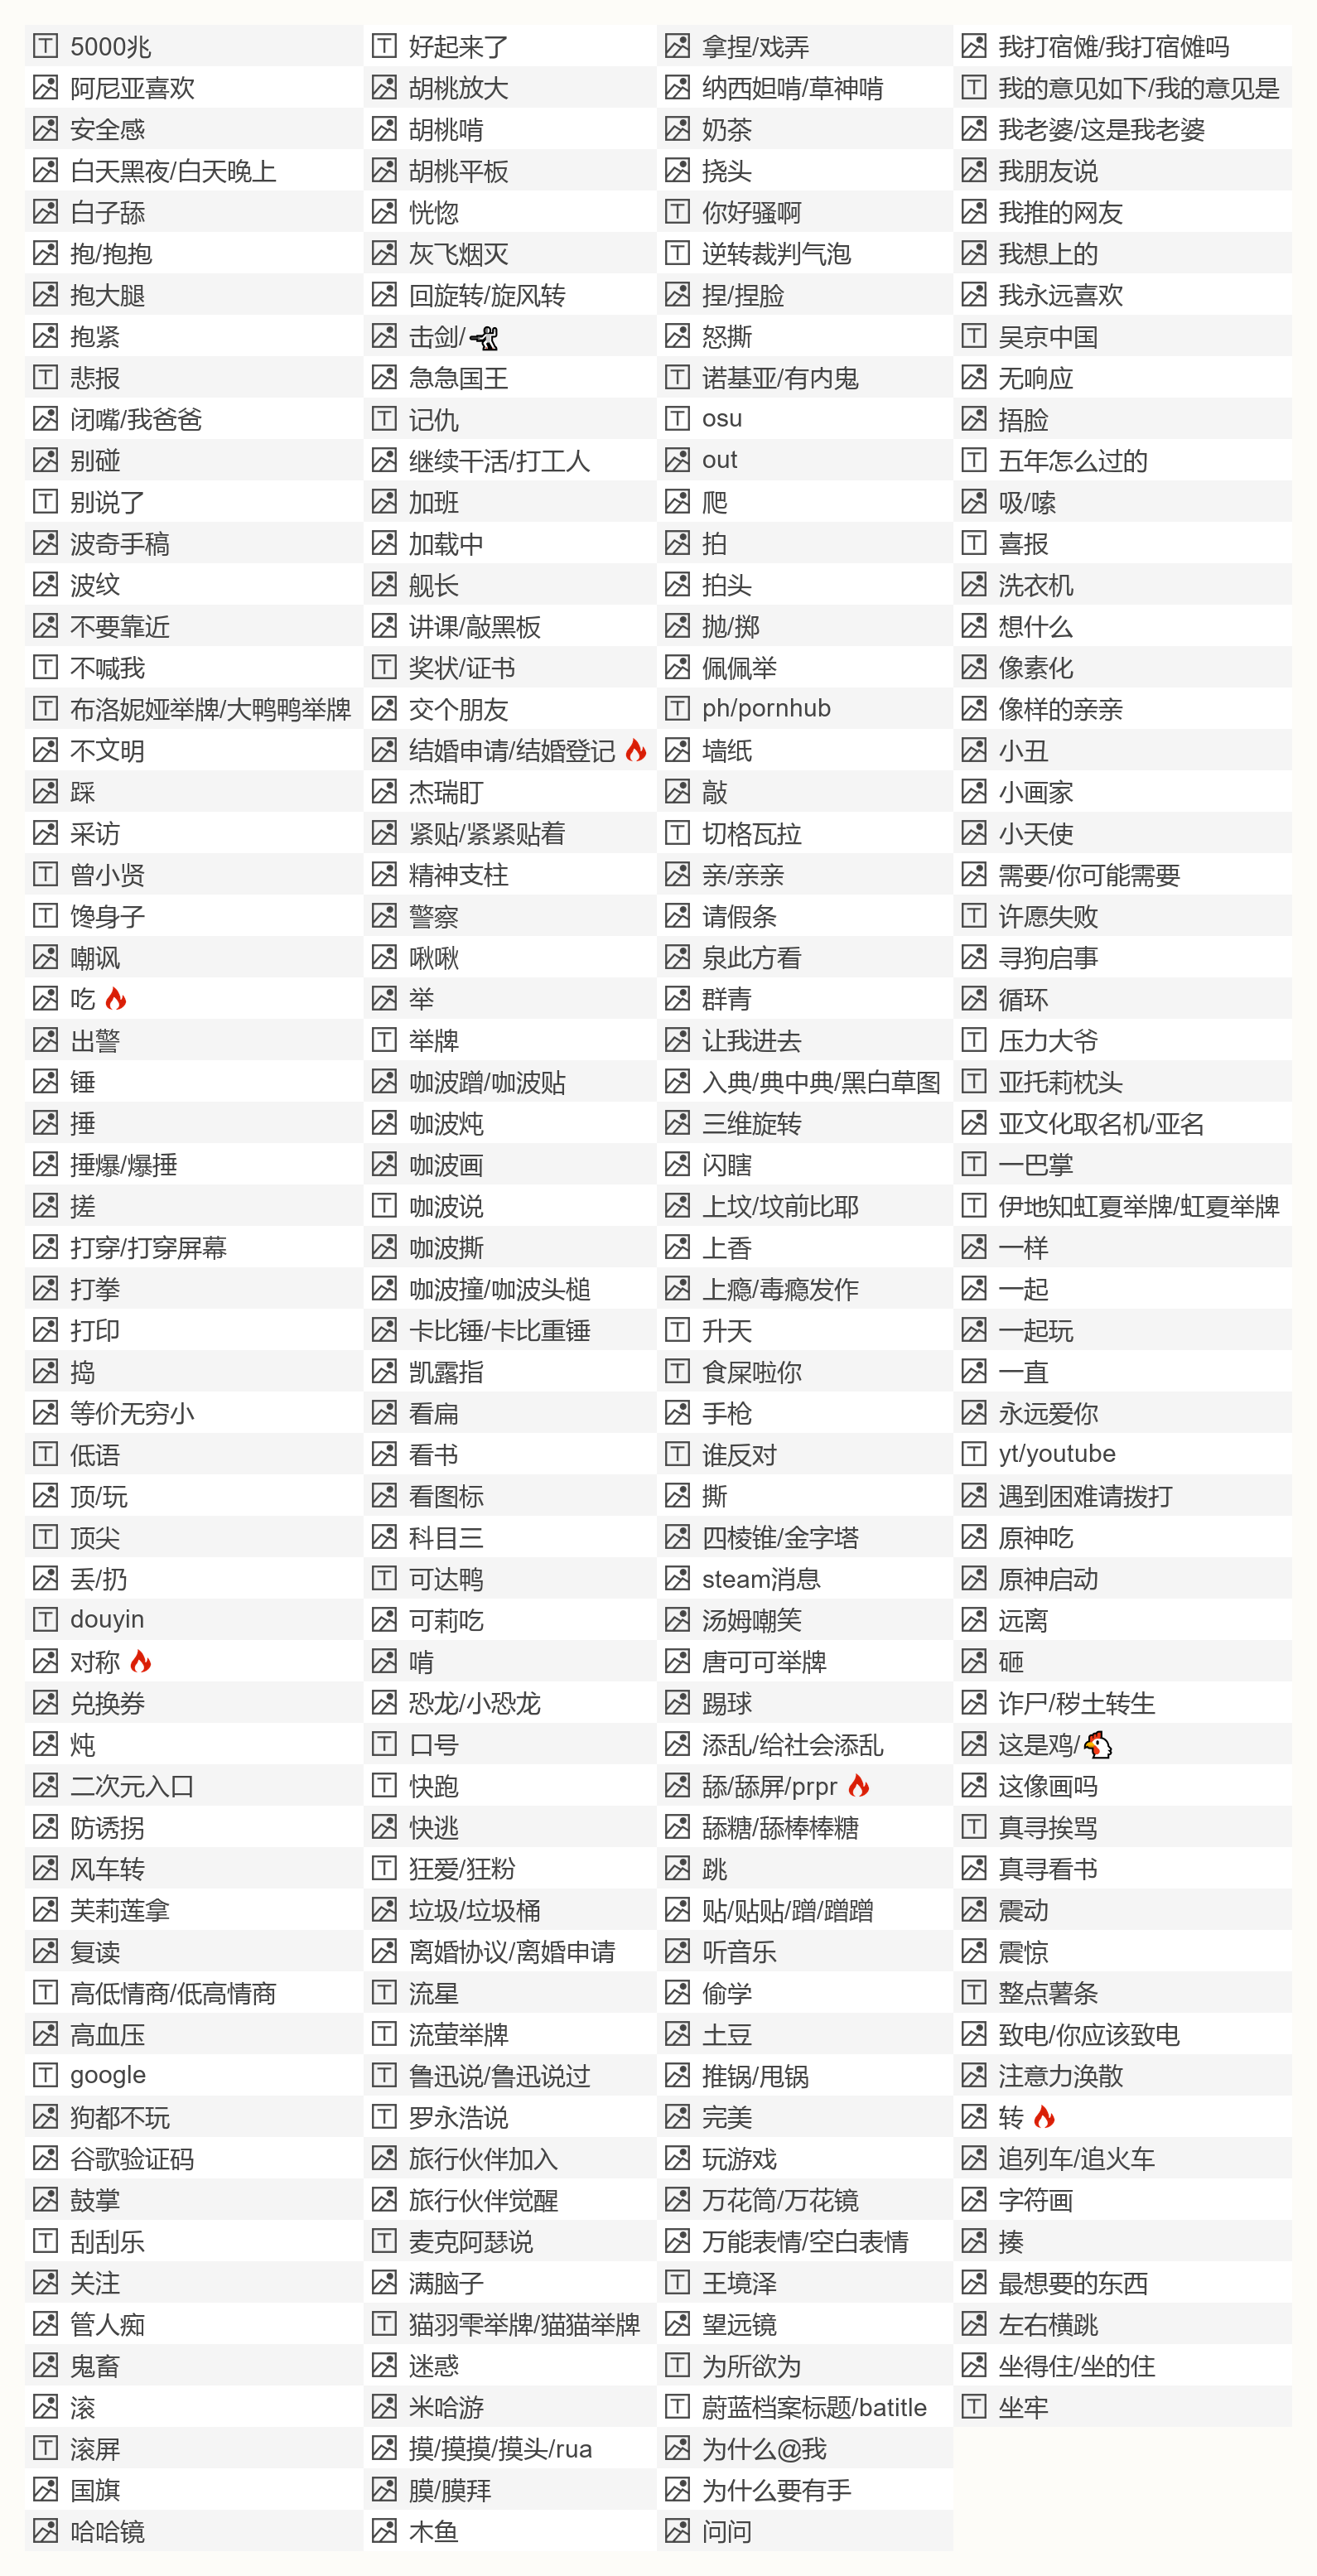 5000兆
阿尼亚喜欢
安全感
白天黑夜/白天晚上
白子舔
抱/抱抱
抱大腿
抱紧
悲报
闭嘴/我爸爸
别碰
别说了
波奇手稿
波纹
不要靠近
不喊我
布洛妮娅举牌/大鸭鸭举牌
不文明
踩
采访
曾小贤
馋身子
嘲讽
吃
出警
锤
捶
捶爆/爆捶
搓
打穿/打穿屏幕
打拳
打印
捣
等价无穷小
低语
顶/玩
顶尖
丢/扔
douyin
对称
兑换券
炖
二次元入口
防诱拐
风车转
芙莉莲拿
复读
高低情商/低高情商
高血压
google
狗都不玩
谷歌验证码
鼓掌
刮刮乐
关注
管人痴
鬼畜
滚
滚屏
国旗
哈哈镜
好起来了
胡桃放大
胡桃啃
胡桃平板
恍惚
灰飞烟灭
回旋转/旋风转
击剑/🤺
急急国王
记仇
继续干活/打工人
加班
加载中
舰长
讲课/敲黑板
奖状/证书
交个朋友
结婚申请/结婚登记
杰瑞盯
紧贴/紧紧贴着
精神支柱
警察
啾啾
举
举牌
咖波蹭/咖波贴
咖波炖
咖波画
咖波说
咖波撕
咖波撞/咖波头槌
卡比锤/卡比重锤
凯露指
看扁
看书
看图标
科目三
可达鸭
可莉吃
啃
恐龙/小恐龙
口号
快跑
快逃
狂爱/狂粉
垃圾/垃圾桶
离婚协议/离婚申请
流星
流萤举牌
鲁迅说/鲁迅说过
罗永浩说
旅行伙伴加入
旅行伙伴觉醒
麦克阿瑟说
满脑子
猫羽雫举牌/猫猫举牌
迷惑
米哈游
摸/摸摸/摸头/rua
膜/膜拜
木鱼
拿捏/戏弄
纳西妲啃/草神啃
奶茶
挠头
你好骚啊
逆转裁判气泡
捏/捏脸
怒撕
诺基亚/有内鬼
osu
out
爬
拍
拍头
抛/掷
佩佩举
ph/pornhub
墙纸
敲
切格瓦拉
亲/亲亲
请假条
泉此方看
群青
让我进去
入典/典中典/黑白草图
三维旋转
闪瞎
上坟/坟前比耶
上香
上瘾/毒瘾发作
升天
食屎啦你
手枪
谁反对
撕
四棱锥/金字塔
steam消息
汤姆嘲笑
唐可可举牌
踢球
添乱/给社会添乱
舔/舔屏/prpr
舔糖/舔棒棒糖
跳
贴/贴贴/蹭/蹭蹭
听音乐
偷学
土豆
推锅/甩锅
完美
玩游戏
万花筒/万花镜
万能表情/空白表情
王境泽
望远镜
为所欲为
蔚蓝档案标题/batitle
为什么@我
为什么要有手
问问
我打宿傩/我打宿傩吗
我的意见如下/我的意见是
我老婆/这是我老婆
我朋友说
我推的网友
我想上的
我永远喜欢
吴京中国
无响应
捂脸
五年怎么过的
吸/嗦
喜报
洗衣机
想什么
像素化
像样的亲亲
小丑
小画家
小天使
需要/你可能需要
许愿失败
寻狗启事
循环
压力大爷
亚托莉枕头
亚文化取名机/亚名
一巴掌
伊地知虹夏举牌/虹夏举牌
一样
一起
一起玩
一直
永远爱你
yt/youtube
遇到困难请拨打
原神吃
原神启动
远离
砸
诈尸/秽土转生
这是鸡/🐔
这像画吗
真寻挨骂
真寻看书
震动
震惊
整点薯条
致电/你应该致电
注意力涣散
转
追列车/追火车
字符画
揍
最想要的东西
左右横跳
坐得住/坐的住
坐牢